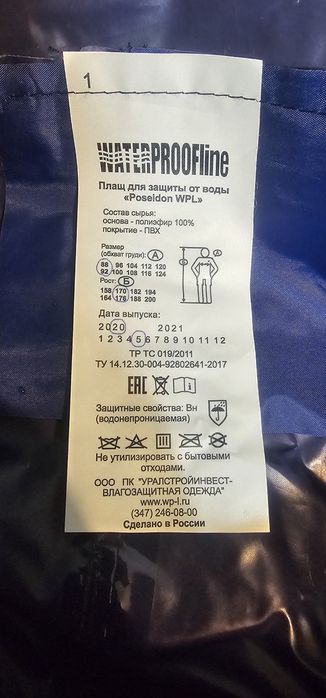 1
WATERPROOFline
Плащ для защиты от воды
«Poseidon WPL»
Состав сырья:
основа - полиэфир 100%
покрытие - ПВХ
Размер
(обхват груди): А
88 96 104 112 120
92 100 108 116 124
Рост: Б
158 170 182 194
164 176 188 200
Дата выпуска:
2020 2021
1 2 3 4 5 6 7 8 9 10 11 12
ТР ТС 019/2011
ТУ 14.12.30-004-92802641-2017
EAC
Защитные свойства: Вн
(водонепроницаемая)
Не утилизировать с бытовыми
отходами.
ООО ПК "УРАЛСТРОЙИНВЕСТ-
ВЛАГОЗАЩИТНАЯ ОДЕЖДА"
www.wp-l.ru
(347) 246-08-00
Сделано в России